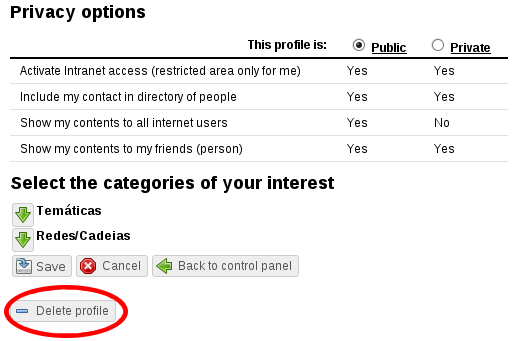 Privacy options
This profile is: Public Private
Activate Intranet access (restricted area only for me) Yes Yes
Include my contact in directory of people Yes Yes
Show my contents to all internet users Yes No
Show my contents to my friends (person) Yes Yes
Select the categories of your interest
Temáticas
Redes/Cadeias
Save Cancel Back to control panel
Delete profile